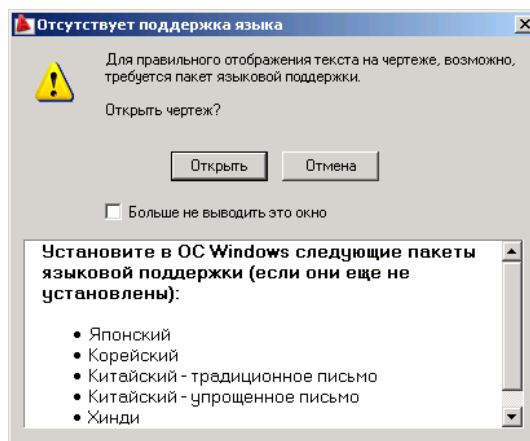 Отсутствует поддержка языка
Для правильного отображения текста на чертеже, возможно,
требуется пакет языковой поддержки.
Открыть чертеж?
Открыть Отмена
Больше не выводить это окно
Установите в ОС Windows следующие пакеты
языковой поддержки (если они еще не
установлены):
• Японский
• Корейский
• Китайский - традиционное письмо
• Китайский - упрощенное письмо
• Хинди